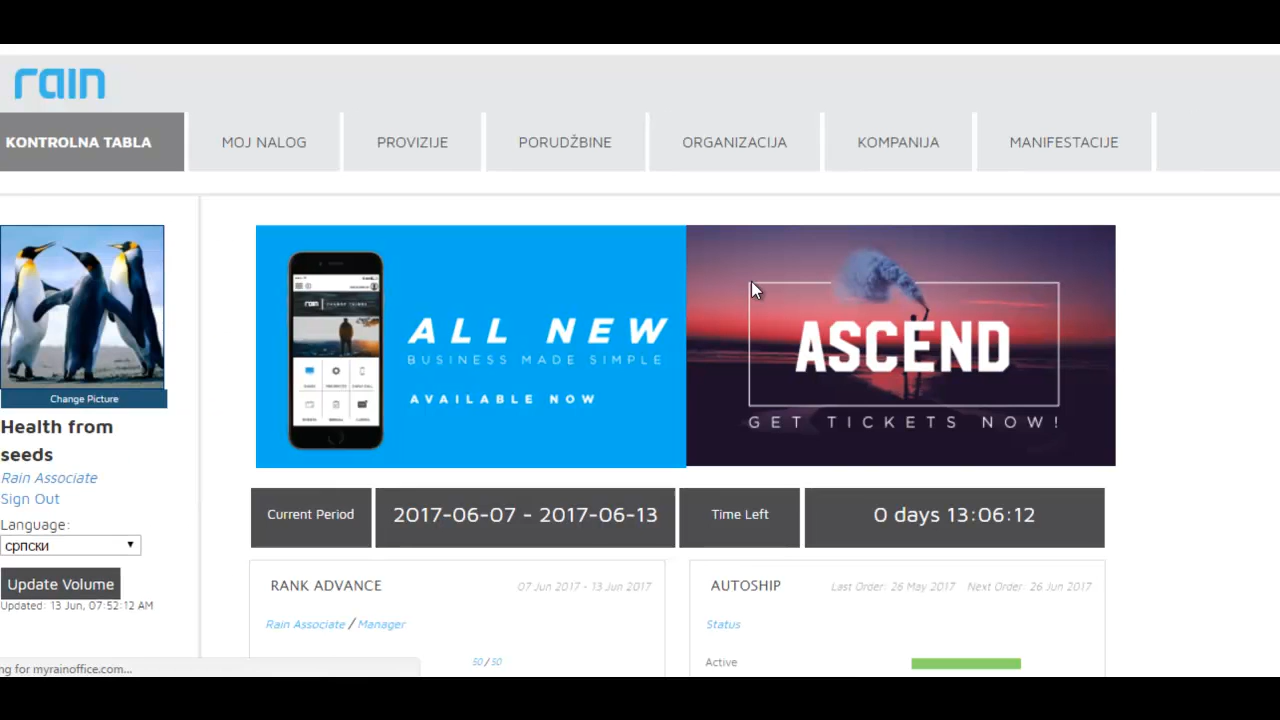 rain
KONTROLNA TABLA
MOJ NALOG
PROVIZIJE
PORUDŽBINE
ORGANIZACIJA
KOMPANIJA
MANIFESTACIJE
Change Picture
Health from
seeds
Rain Associate
Sign Out
Language:
српски
Update Volume
Updated: 13 Jun, 07:52:12 AM
ALL NEW
BUSINESS MADE SIMPLE
AVAILABLE NOW
ASCEND
GET TICKETS NOW!
Current Period
2017-06-07 - 2017-06-13
Time Left
0 days 13:06:12
RANK ADVANCE
07 Jun 2017 - 13 Jun 2017
Rain Associate / Manager
50 / 50
AUTOSHIP
Last Order: 26 May 2017 Next Order: 26 Jun 2017
Status
Active
ng for myrainoffice.com...